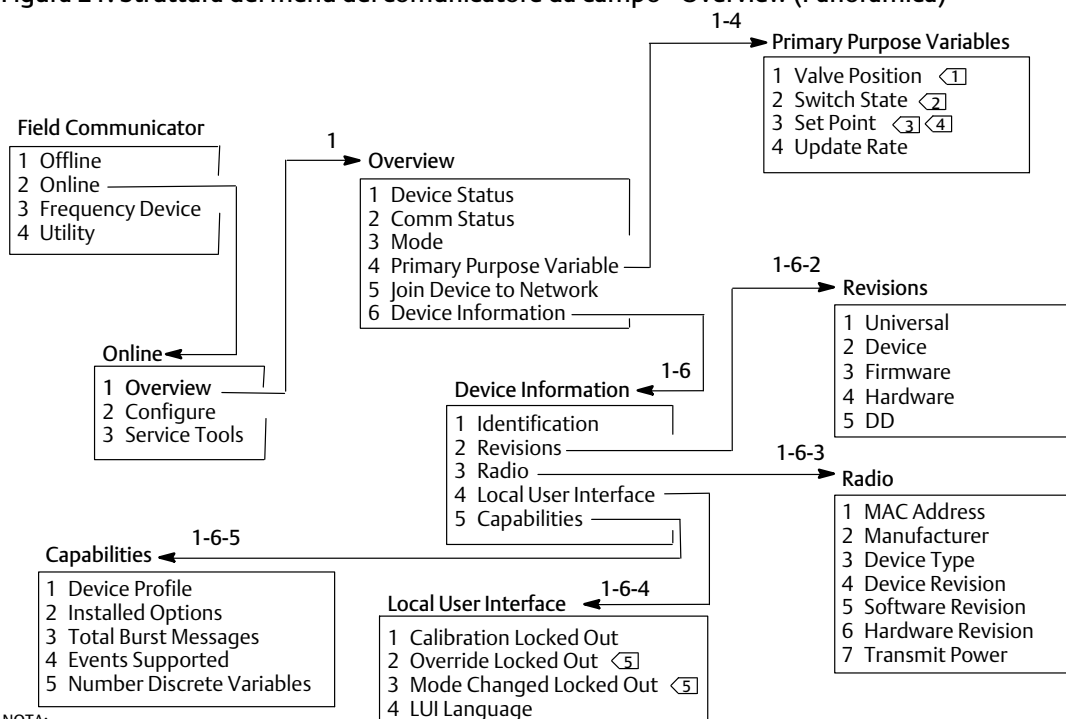 Figura 21. Struttura del menu del comunicatore da campo - Overview (Panoramica)
1-4
Primary Purpose Variables
1 Valve Position 1
2 Switch State 2
3 Set Point 3 4
4 Update Rate
Field Communicator
1 Offline
2 Online
3 Frequency Device
4 Utility
1
Overview
1 Device Status
2 Comm Status
3 Mode
4 Primary Purpose Variable
5 Join Device to Network
6 Device Information
1-6-2
Revisions
1 Universal
2 Device
3 Firmware
4 Hardware
5 DD
Online
1 Overview
2 Configure
3 Service Tools
1-6
Device Information
1 Identification
2 Revisions
3 Radio
4 Local User Interface
5 Capabilities
1-6-3
Radio
1 MAC Address
2 Manufacturer
3 Device Type
4 Device Revision
5 Software Revision
6 Hardware Revision
7 Transmit Power
1-6-5
Capabilities
1 Device Profile
2 Installed Options
3 Total Burst Messages
4 Events Supported
5 Number Discrete Variables
1-6-4
Local User Interface
1 Calibration Locked Out
2 Override Locked Out 5
3 Mode Changed Locked Out 5
4 LUI Language
NOTA: